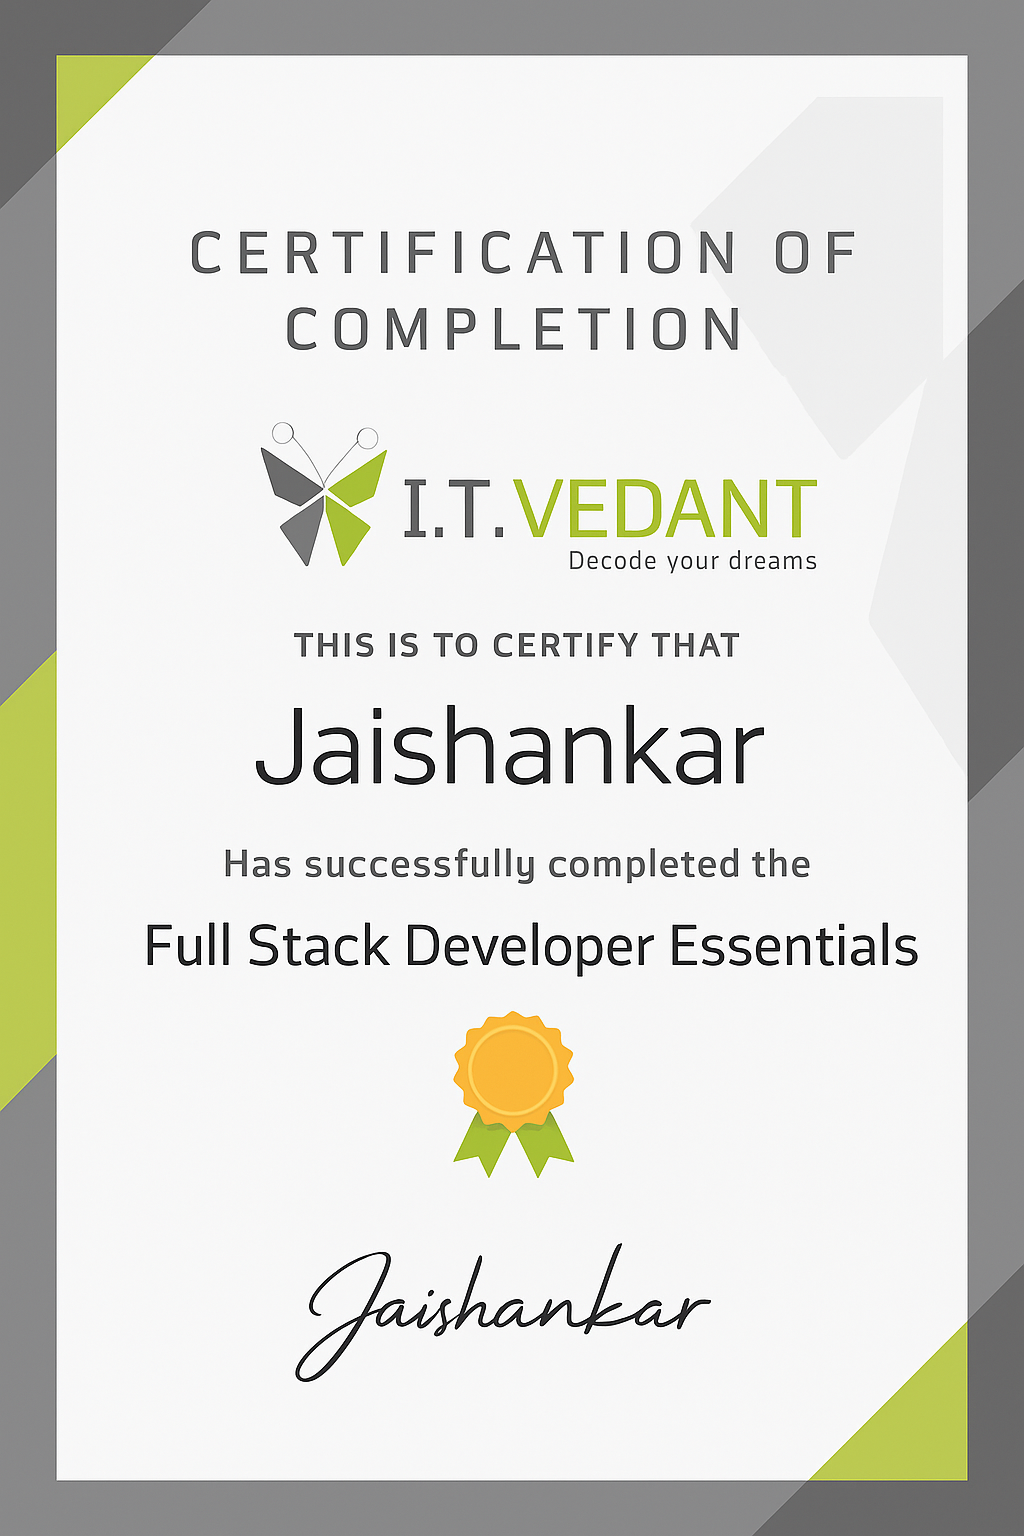 CERTIFICATION OF
COMPLETION
I.T.VEDANT
Decode your dreams
THIS IS TO CERTIFY THAT
Jaishankar
Has successfully completed the
Full Stack Developer Essentials
Jaishankar